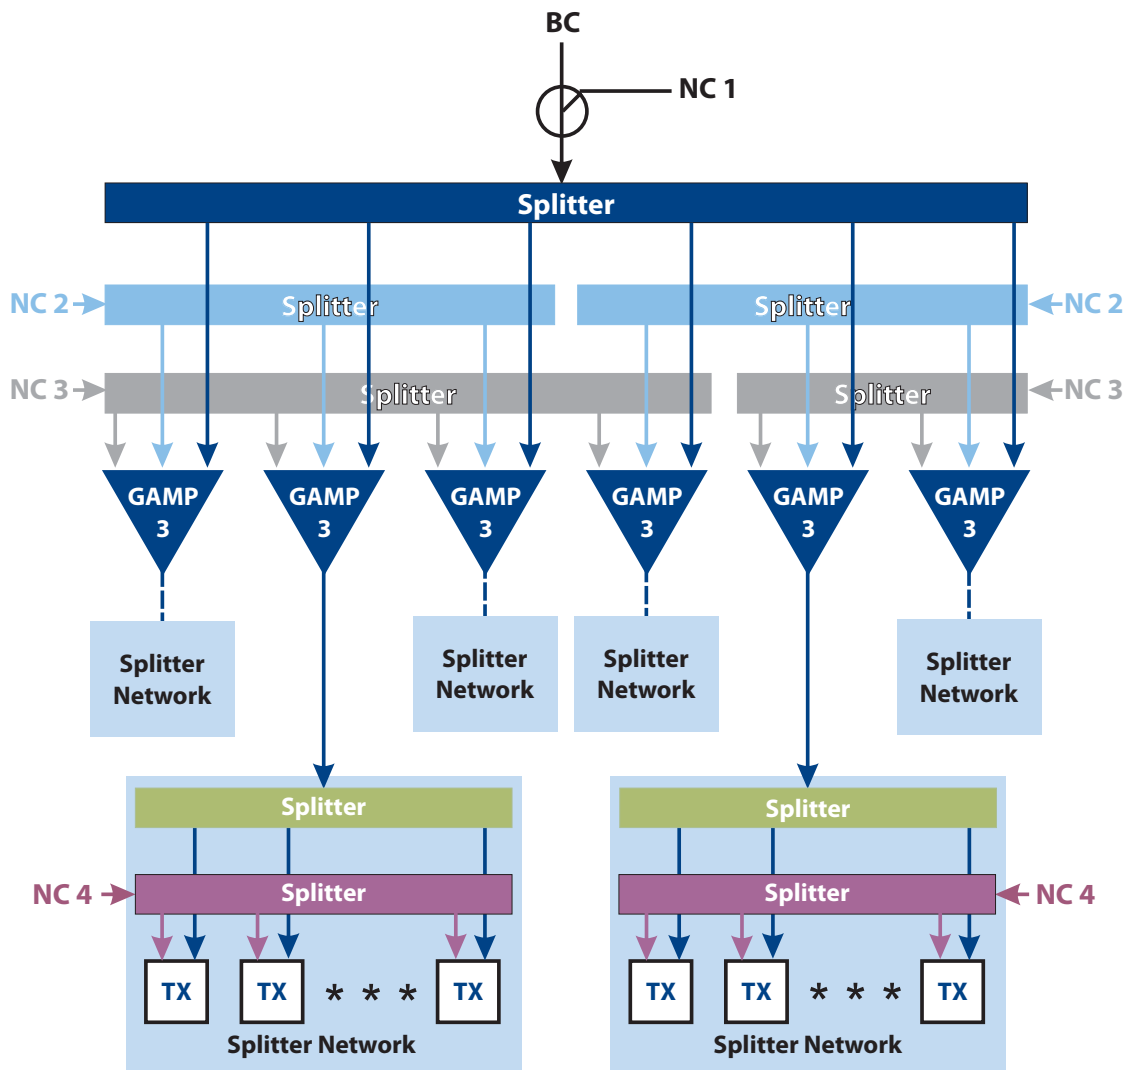 BC
NC 1
Splitter
NC 2
Splitter
Splitter
NC 2
NC 3
Splitter
Splitter
NC 3
GAMP
3
GAMP
3
GAMP
3
GAMP
3
GAMP
3
GAMP
3
Splitter
Network
Splitter
Network
Splitter
Network
Splitter
Network
Splitter
Splitter
NC 4
Splitter
Splitter
NC 4
TX
TX
* * *
TX
TX
TX
* * *
TX
Splitter Network
Splitter Network